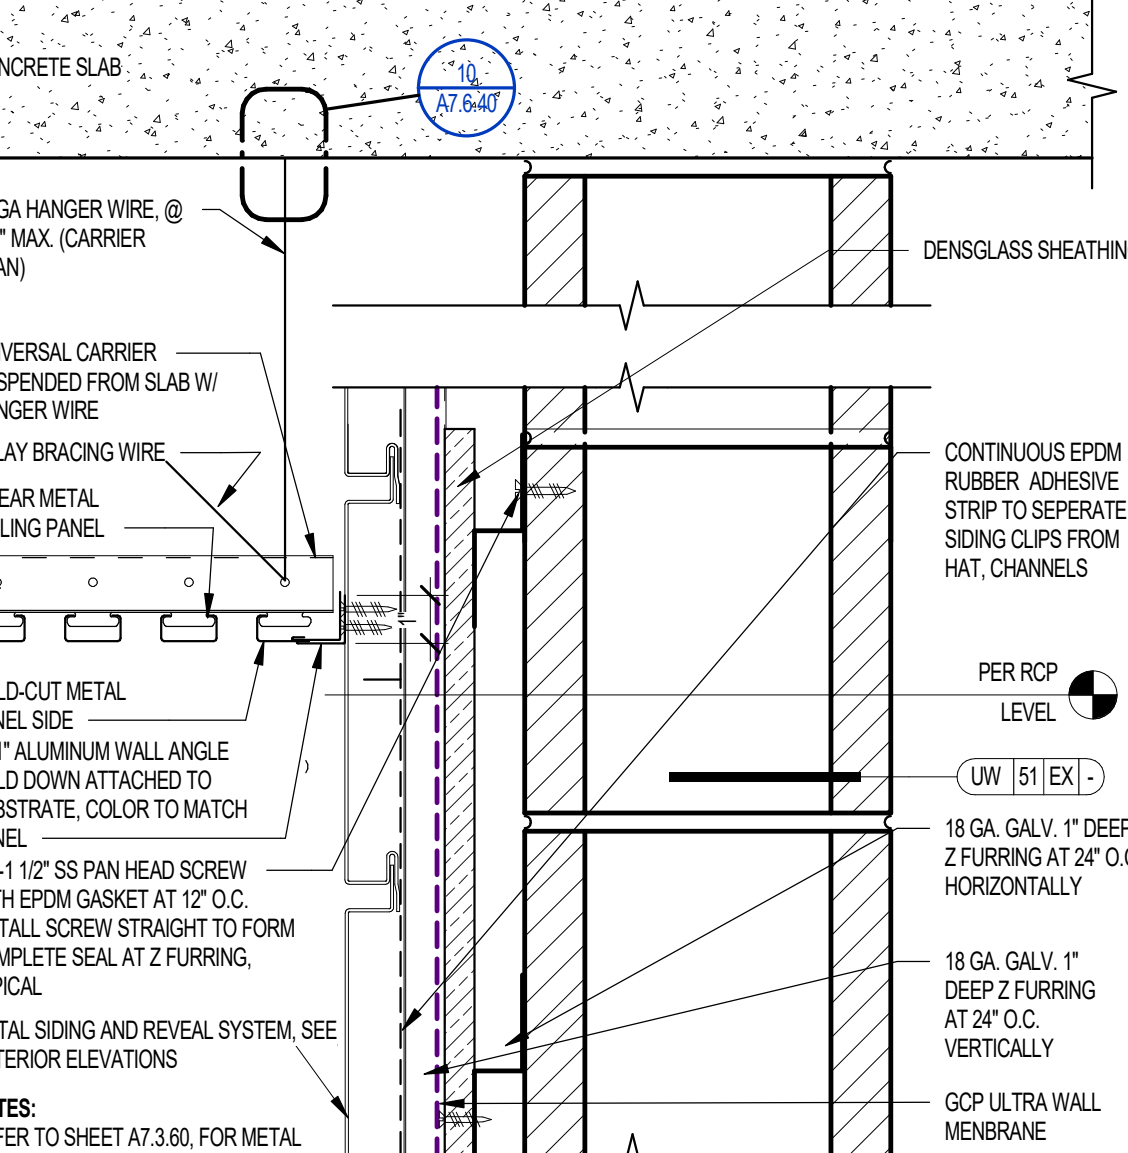 NCRETE SLAB
10
A7.6.40
GA HANGER WIRE, @
" MAX. (CARRIER
AN)
DENSGLASS SHEATHIN
IVERSAL CARRIER
SPENDED FROM SLAB W/
NGER WIRE
LAY BRACING WIRE
EAR METAL
LING PANEL
CONTINUOUS EPDM
RUBBER ADHESIVE
STRIP TO SEPERATE
SIDING CLIPS FROM
HAT, CHANNELS
1"
LD-CUT METAL
NEL SIDE
1" ALUMINUM WALL ANGLE
LD DOWN ATTACHED TO
BSTRATE, COLOR TO MATCH
NEL
PER RCP
LEVEL
UW 51 EX -
-1 1/2" SS PAN HEAD SCREW
TH EPDM GASKET AT 12" O.C.
TALL SCREW STRAIGHT TO FORM
MPLETE SEAL AT Z FURRING,
PICAL
18 GA. GALV. 1" DEEP
Z FURRING AT 24" O.C
HORIZONTALLY
18 GA. GALV. 1"
DEEP Z FURRING
AT 24" O.C.
VERTICALLY
TAL SIDING AND REVEAL SYSTEM, SEE
TERIOR ELEVATIONS
GCP ULTRA WALL
MENBRANE
TES:
FER TO SHEET A7.3.60, FOR METAL